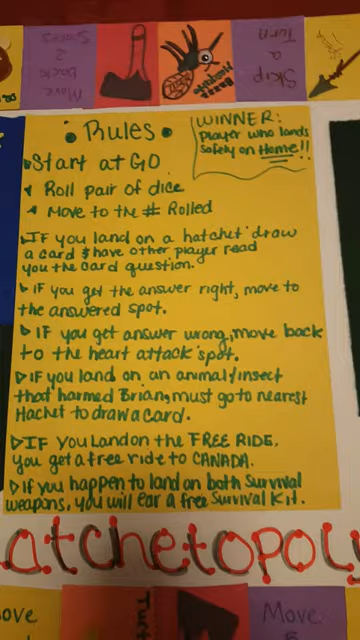 Move
back
2
Spaces
Skip
a
Turn
Rules
WINNER:
Player who lands
safely on Home!!
Start at GO
Roll pair of dice
Move to the # Rolled
IF you land on a hatchet draw
a card & have other player read
you the card question.
IF you get the answer right, move to
the answered spot.
IF you get answer wrong, move back
to the heart attack spot.
IF you land on an animal/insect
that harmed Brian, must go to nearest
Hachet to draw a card.
IF You Land on the FREE RIDE,
you get a free ride to CANADA.
If you happen to land on both Survival
weapons, you will ear a free Survival Kit.
atchetopoly
ove
Turt
Move